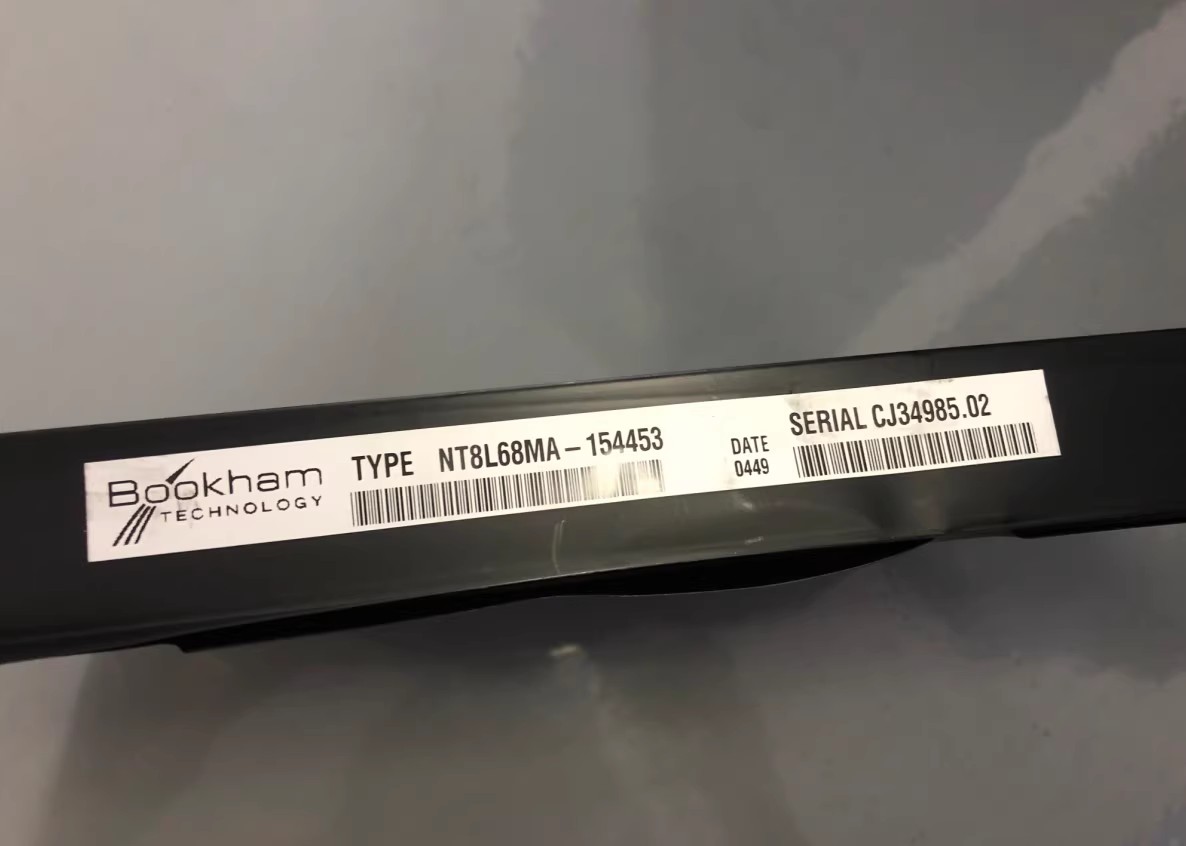 Bookham
TECHNOLOGY
TYPE NT8L68MA-154453
DATE
0449
SERIAL CJ34985.02